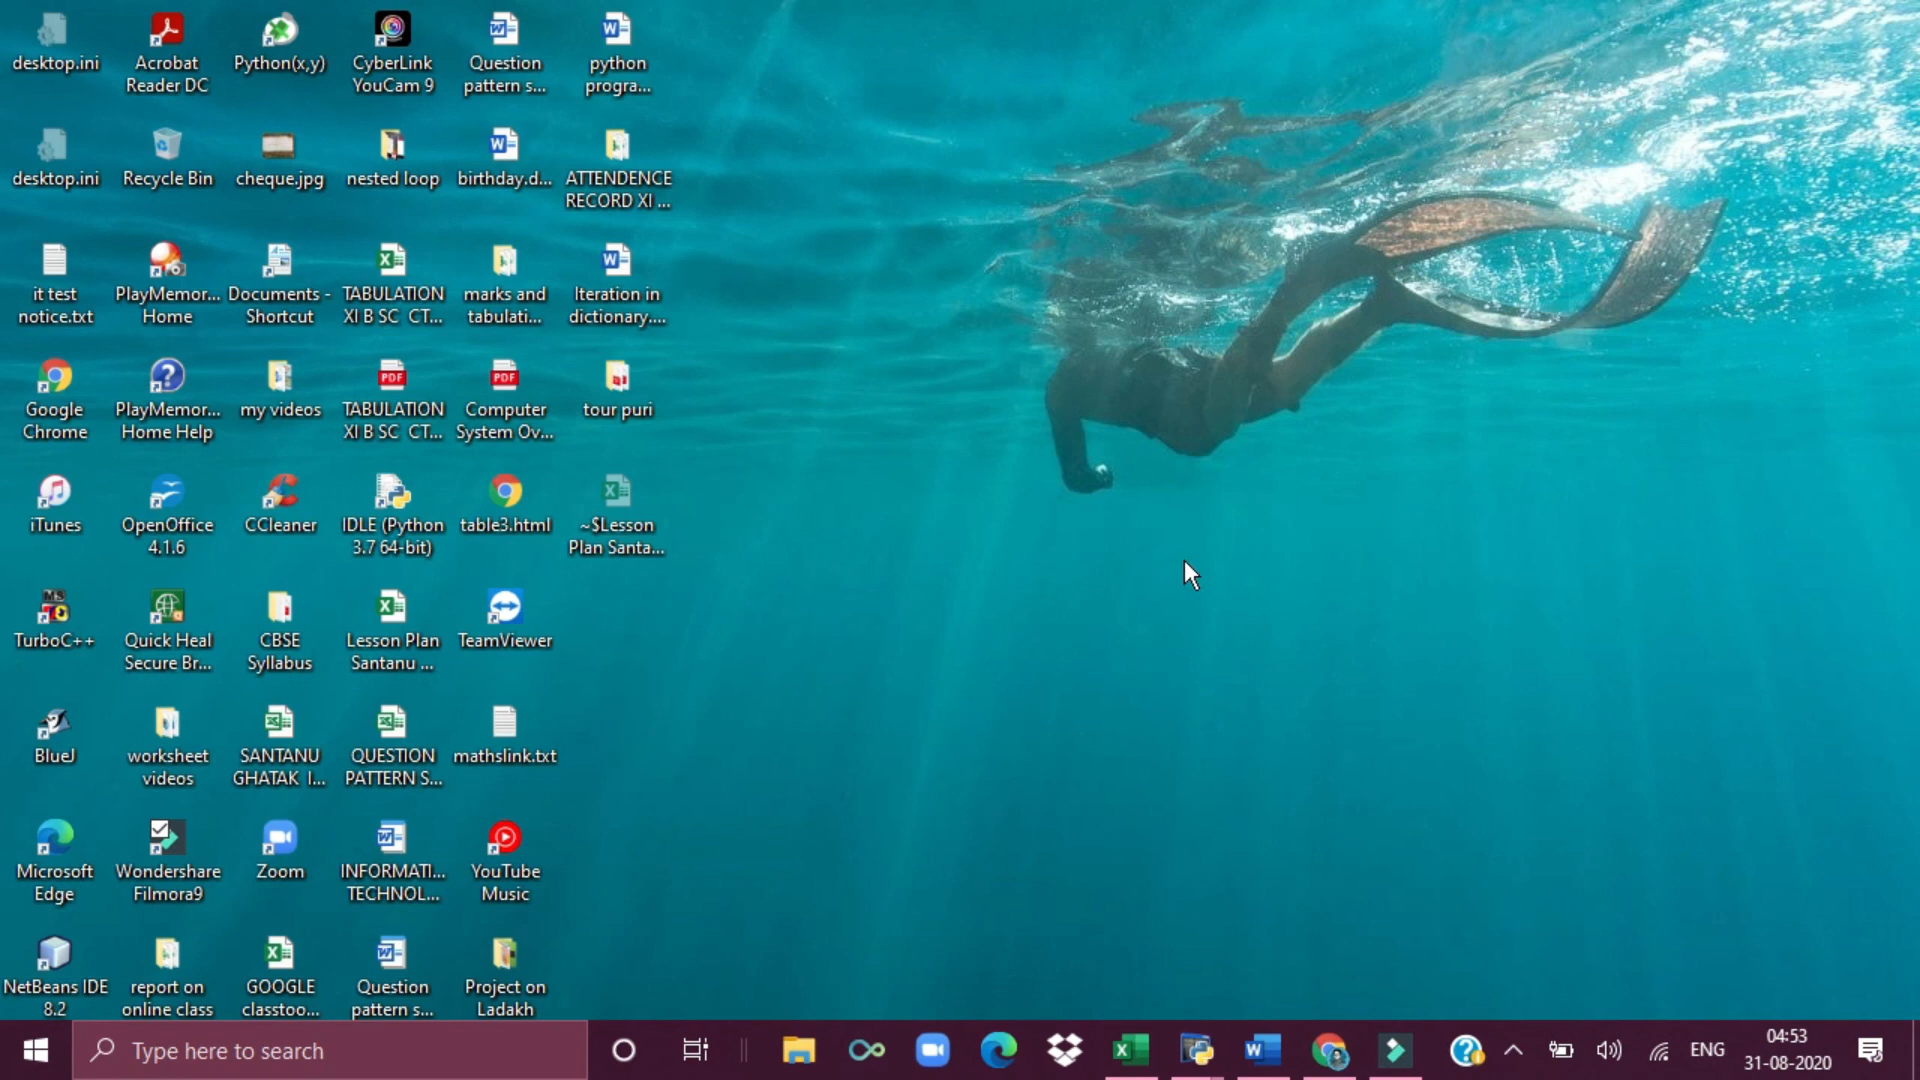 desktop.ini
Acrobat
Reader DC
Python(x,y)
CyberLink
YouCam 9
Question
pattern s...
python
progra...
desktop.ini
Recycle Bin
cheque.jpg
nested loop
birthday.d...
ATTENDENCE
RECORD XI ...
it test
notice.txt
PlayMemor...
Home
Documents -
Shortcut
TABULATION
XI B SC CT...
marks and
tabulati...
Iteration in
dictionary....
Google
Chrome
PlayMemor...
Home Help
my videos
TABULATION
XI B SC CT...
Computer
System Ov...
tour puri
iTunes
OpenOffice
4.1.6
CCleaner
IDLE (Python
3.7 64-bit)
table3.html
~$Lesson
Plan Santa...
TurboC++
Quick Heal
Secure Br...
CBSE
Syllabus
Lesson Plan
Santanu ...
TeamViewer
BlueJ
worksheet
videos
SANTANU
GHATAK I...
QUESTION
PATTERN S...
mathslink.txt
Microsoft
Edge
Wondershare
Filmora9
Zoom
INFORMATI...
TECHNOL...
YouTube
Music
NetBeans IDE
8.2
report on
online class
GOOGLE
classtoo...
Question
pattern s...
Project on
Ladakh
Type here to search
ENG
04:53
31-08-2020